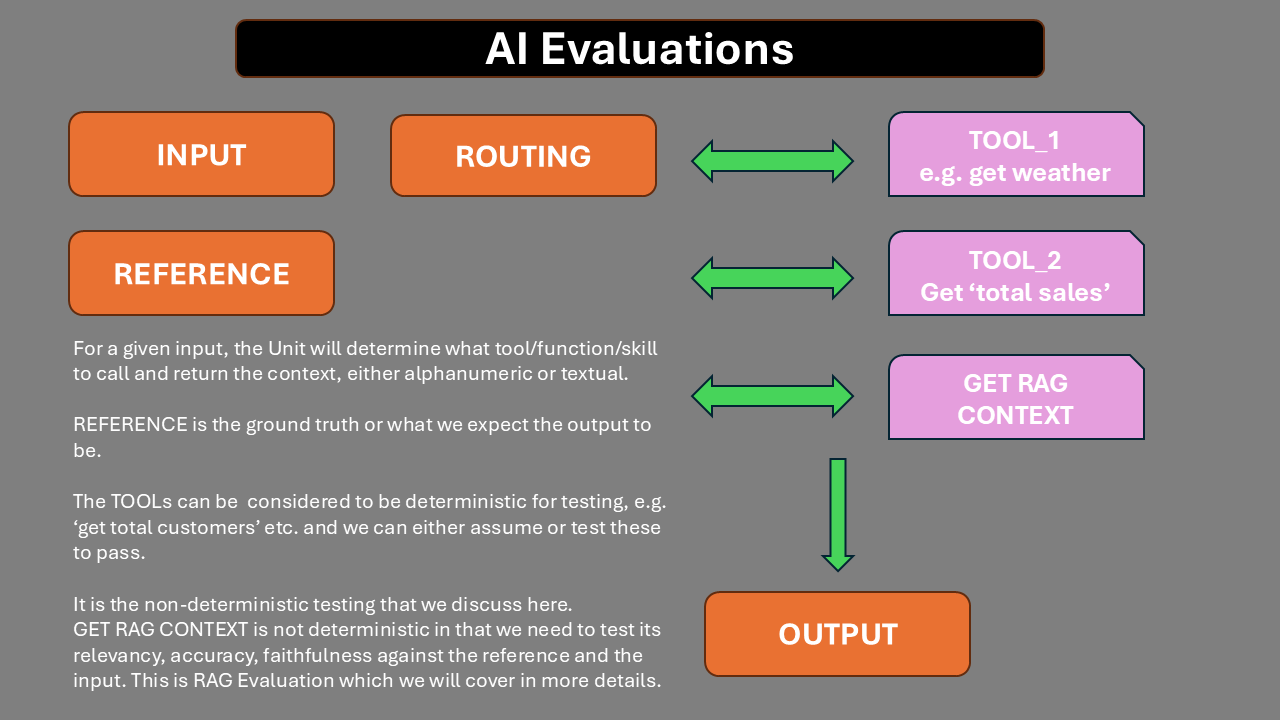 AI Evaluations
INPUT
ROUTING
TOOL_1
e.g. get weather
REFERENCE
TOOL_2
Get ‘total sales’
For a given input, the Unit will determine what tool/function/skill
to call and return the context, either alphanumeric or textual.
REFERENCE is the ground truth or what we expect the output to
be.
The TOOLs can be  considered to be deterministic for testing, e.g.
‘get total customers’ etc. and we can either assume or test these
to pass.
It is the non-deterministic testing that we discuss here.
GET RAG CONTEXT is not deterministic in that we need to test its
relevancy, accuracy, faithfulness against the reference and the
input. This is RAG Evaluation which we will cover in more details.
GET RAG
CONTEXT
OUTPUT